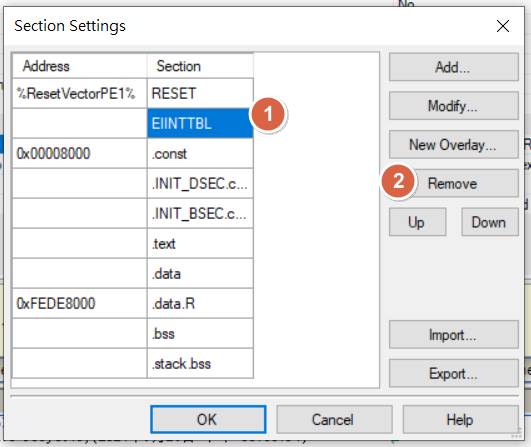 No
Section Settings
Address Section
%ResetVectorPE1% RESET
EIINTTBL
0x00008000 .const
.INIT_DSEC.c...
.INIT_BSEC.c...
.text
.data
0xFEDE8000 .data.R
.bss
.stack.bss
1
2
Add...
Modify...
New Overlay...
Remove
Up Down
Import...
Export...
OK Cancel Help